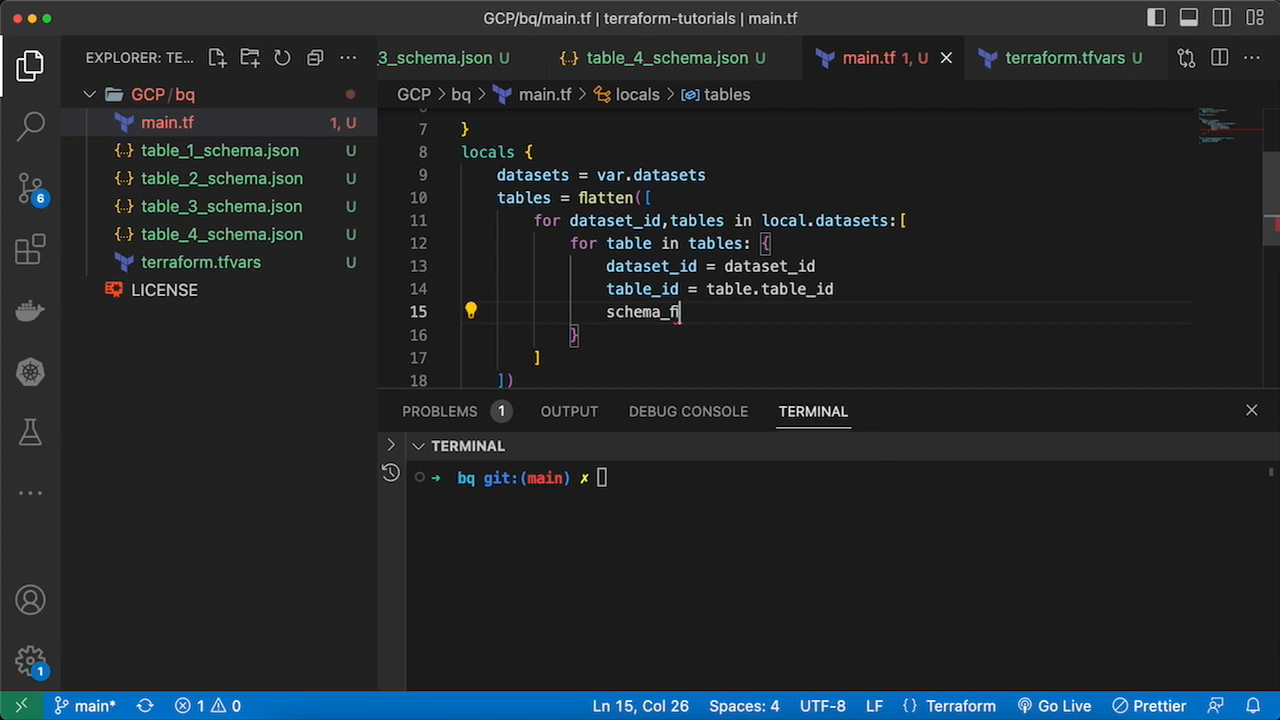 GCP/bq/main.tf | terraform-tutorials | main.tf
EXPLORER: TE...
3_schema.json U
{..} table_4_schema.json U
main.tf 1, U
terraform.tfvars U
GCP / bq
GCP > bq > main.tf > locals > tables
main.tf 1, U
{..} table_1_schema.json U
{..} table_2_schema.json U
{..} table_3_schema.json U
{..} table_4_schema.json U
terraform.tfvars U
LICENSE
6
1
7 }
8 locals {
9 datasets = var.datasets
10 tables = flatten([
11 for dataset_id,tables in local.datasets:[
12 for table in tables: {
13 dataset_id = dataset_id
14 table_id = table.table_id
15 schema_fi
16 }
17 ]
18 ])
PROBLEMS 1 OUTPUT DEBUG CONSOLE TERMINAL
TERMINAL
bq git:(main) ✗
main* 1 0 Ln 15, Col 26 Spaces: 4 UTF-8 LF {} Terraform Go Live Prettier